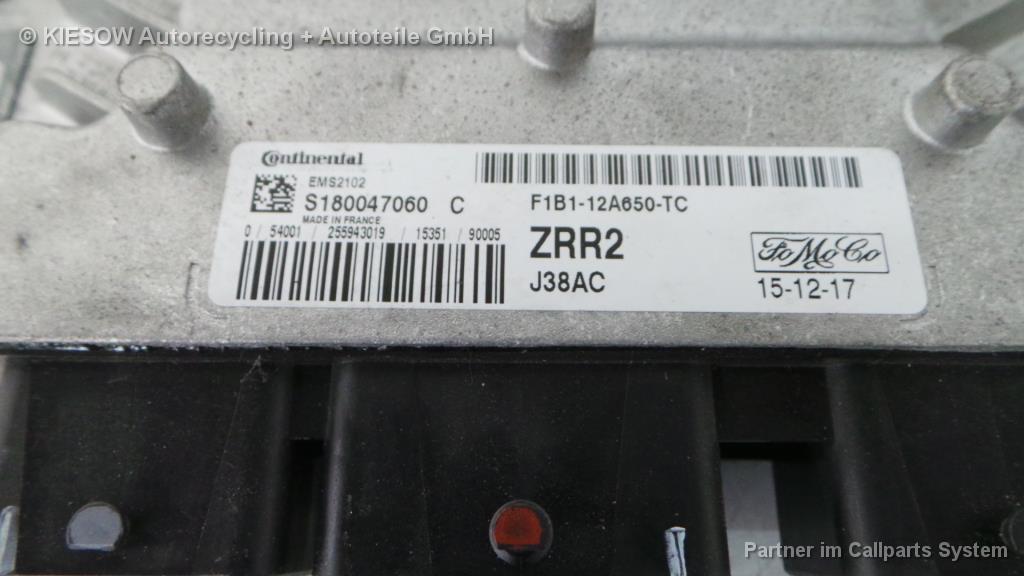 © KIESOW Autorecycling + Autoteile GmbH
Continental
EMS2102
S180047060 C
MADE IN FRANCE
0 / 54001 / 255943019 / 15351 / 90005
F1B1-12A650-TC
ZRR2
J38AC
FoMoCo
15-12-17
Partner im Callparts System